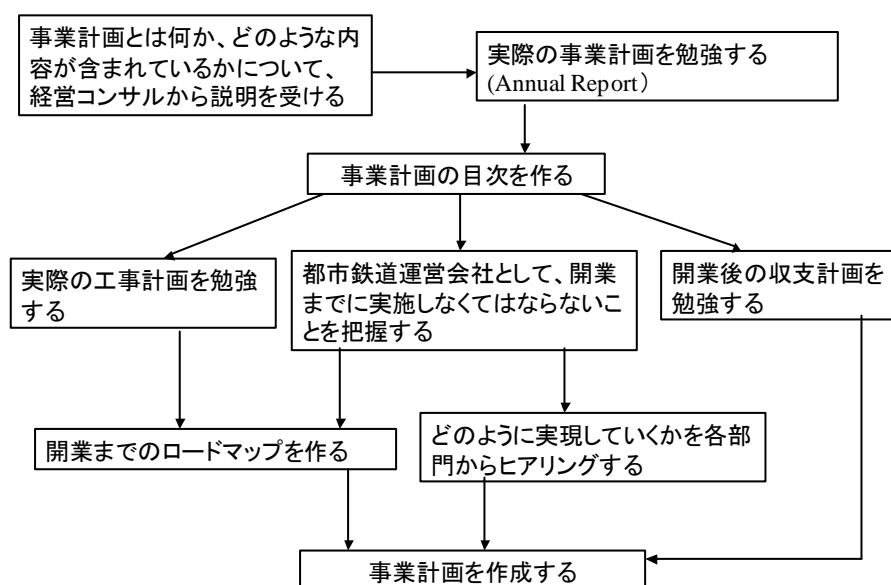 事業計画とは何か、どのような内
容が含まれているかについて、
経営コンサルから説明を受ける
実際の事業計画を勉強する
(Annual Report）
事業計画の目次を作る
実際の工事計画を勉強
する
都市鉄道運営会社として、開業
までに実施しなくてはならないこ
とを把握する
開業後の収支計画を
勉強する
開業までのロードマップを作る
どのように実現していくかを各部
門からヒアリングする
事業計画を作成する